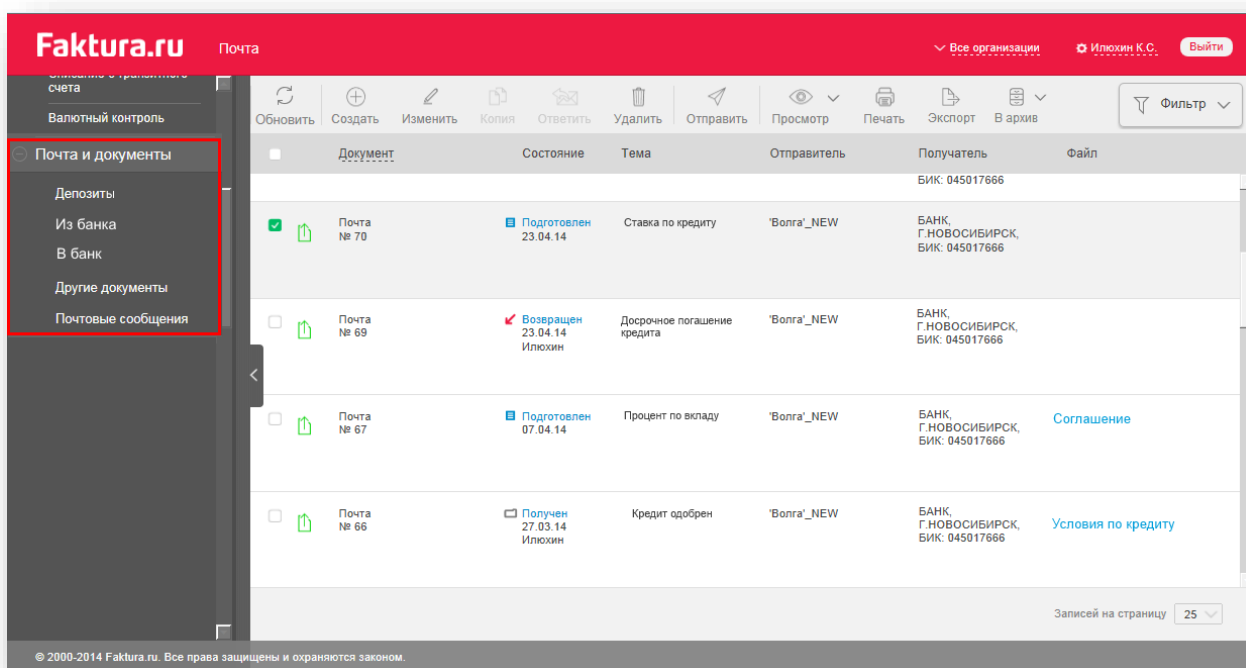 Faktura.ru
Почта
Все организации
Илюхин К.С.
Выйти
счета
Валютный контроль
Почта и документы
Депозиты
Из банка
В банк
Другие документы
Почтовые сообщения
Обновить
Создать
Изменить
Копия
Ответить
Удалить
Отправить
Просмотр
Печать
Экспорт
В архив
Фильтр
Документ
Состояние
Тема
Отправитель
Получатель
Файл
БИК: 045017666
Почта
№ 70
Подготовлен
23.04.14
Ставка по кредиту
'Волга'_NEW
БАНК,
Г.НОВОСИБИРСК,
БИК: 045017666
Почта
№ 69
Возвращен
23.04.14
Илюхин
Досрочное погашение
кредита
'Волга'_NEW
БАНК,
Г.НОВОСИБИРСК,
БИК: 045017666
Почта
№ 67
Подготовлен
07.04.14
Процент по вкладу
'Волга'_NEW
БАНК,
Г.НОВОСИБИРСК,
БИК: 045017666
Соглашение
Почта
№ 66
Получен
27.03.14
Илюхин
Кредит одобрен
'Волга'_NEW
БАНК,
Г.НОВОСИБИРСК,
БИК: 045017666
Условия по кредиту
Записей на страницу
25
© 2000-2014 Faktura.ru. Все права защищены и охраняются законом.